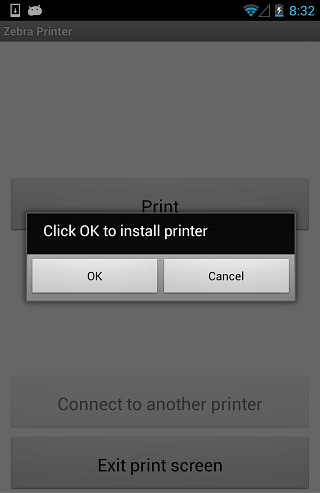 8:32
Zebra Printer
Print
Click OK to install printer
OK
Cancel
Connect to another printer
Exit print screen